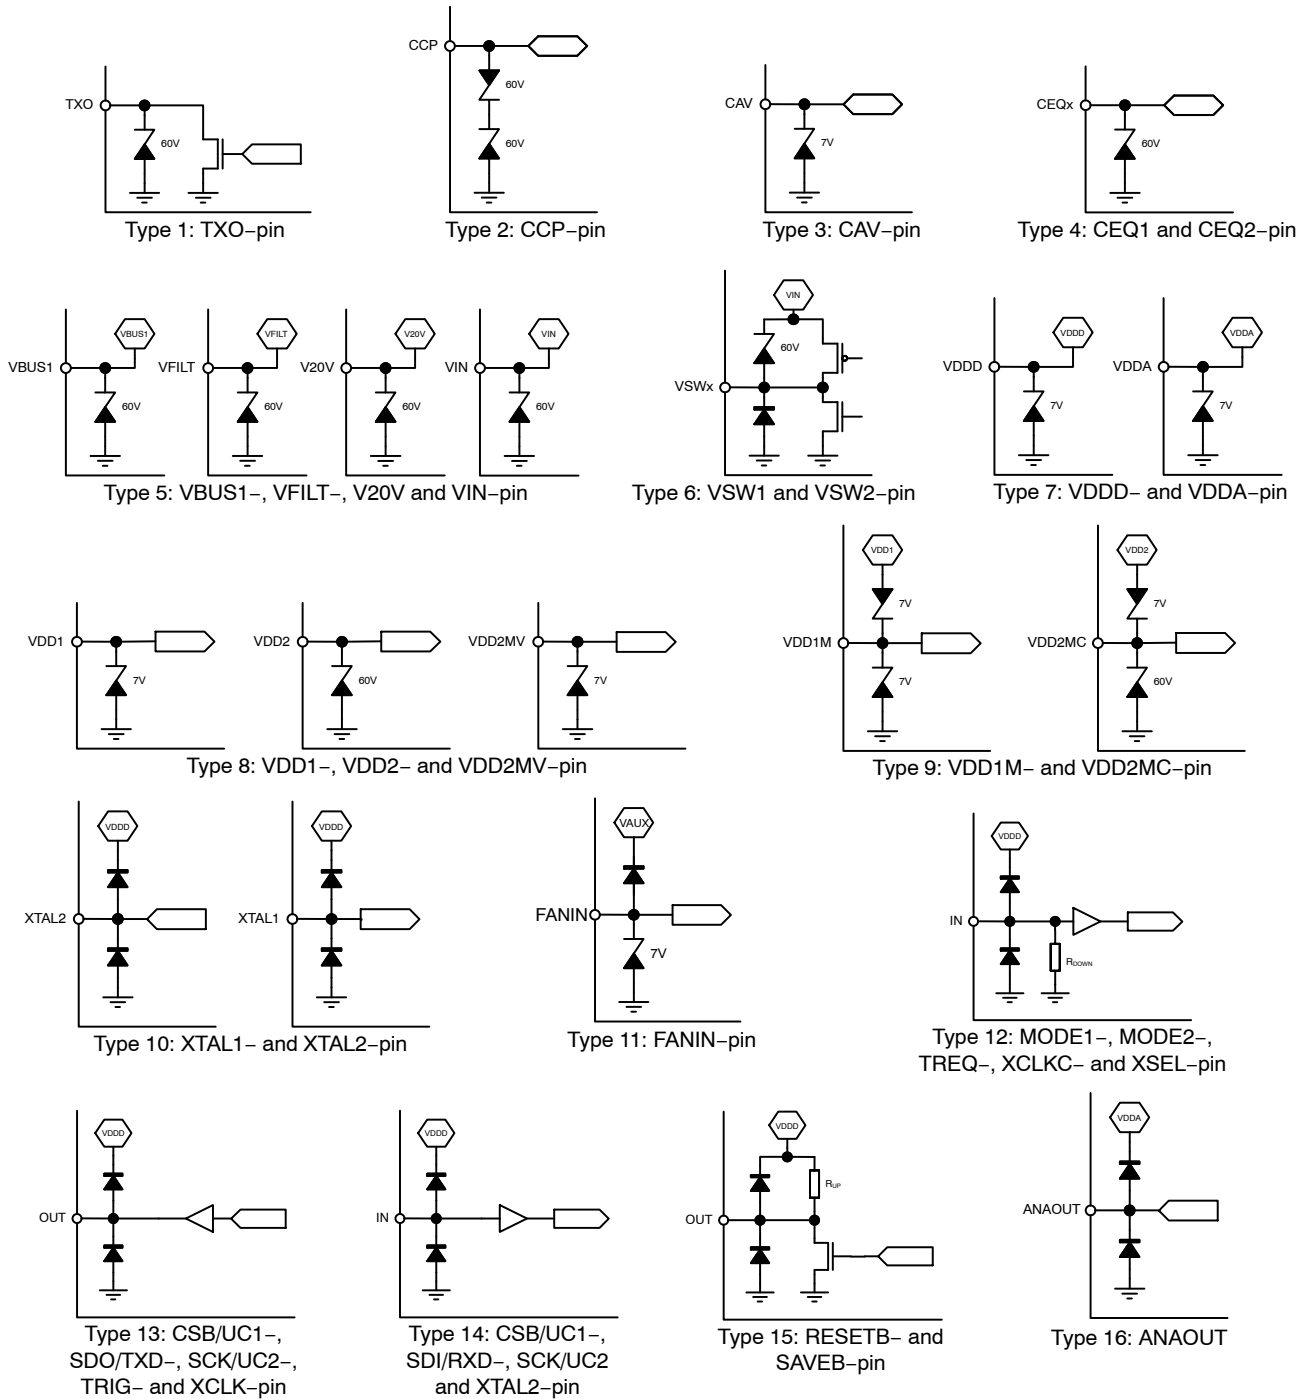 TXO
60V
Type 1: TXO−pin
CCP
60V
60V
Type 2: CCP−pin
CAV
7V
Type 3: CAV−pin
CEQx
60V
Type 4: CEQ1 and CEQ2−pin
VBUS1
VBUS1
60V
VFILT
VFILT
60V
V20V
V20V
60V
VIN
VIN
60V
Type 5: VBUS1−, VFILT−, V20V and VIN−pin
VIN
60V
VSWx
Type 6: VSW1 and VSW2−pin
VDDD
VDDD
7V
VDDA
VDDA
7V
Type 7: VDDD− and VDDA−pin
VDD1
7V
VDD2
60V
VDD2MV
7V
Type 8: VDD1−, VDD2− and VDD2MV−pin
VDD1
7V
VDD1M
7V
VDD2
7V
VDD2MC
60V
Type 9: VDD1M− and VDD2MC−pin
VDDD
XTAL2
VDDD
XTAL1
Type 10: XTAL1− and XTAL2−pin
VAUX
FANIN
7V
Type 11: FANIN−pin
VDDD
IN
RDOWN
Type 12: MODE1−, MODE2−,
TREQ−, XCLKC− and XSEL−pin
VDDD
OUT
Type 13: CSB/UC1−,
SDO/TXD−, SCK/UC2−,
TRIG− and XCLK−pin
VDDD
IN
Type 14: CSB/UC1−,
SDI/RXD−, SCK/UC2
and XTAL2−pin
VDDD
RUP
OUT
Type 15: RESETB− and
SAVEB−pin
VDDA
ANAOUT
Type 16: ANAOUT